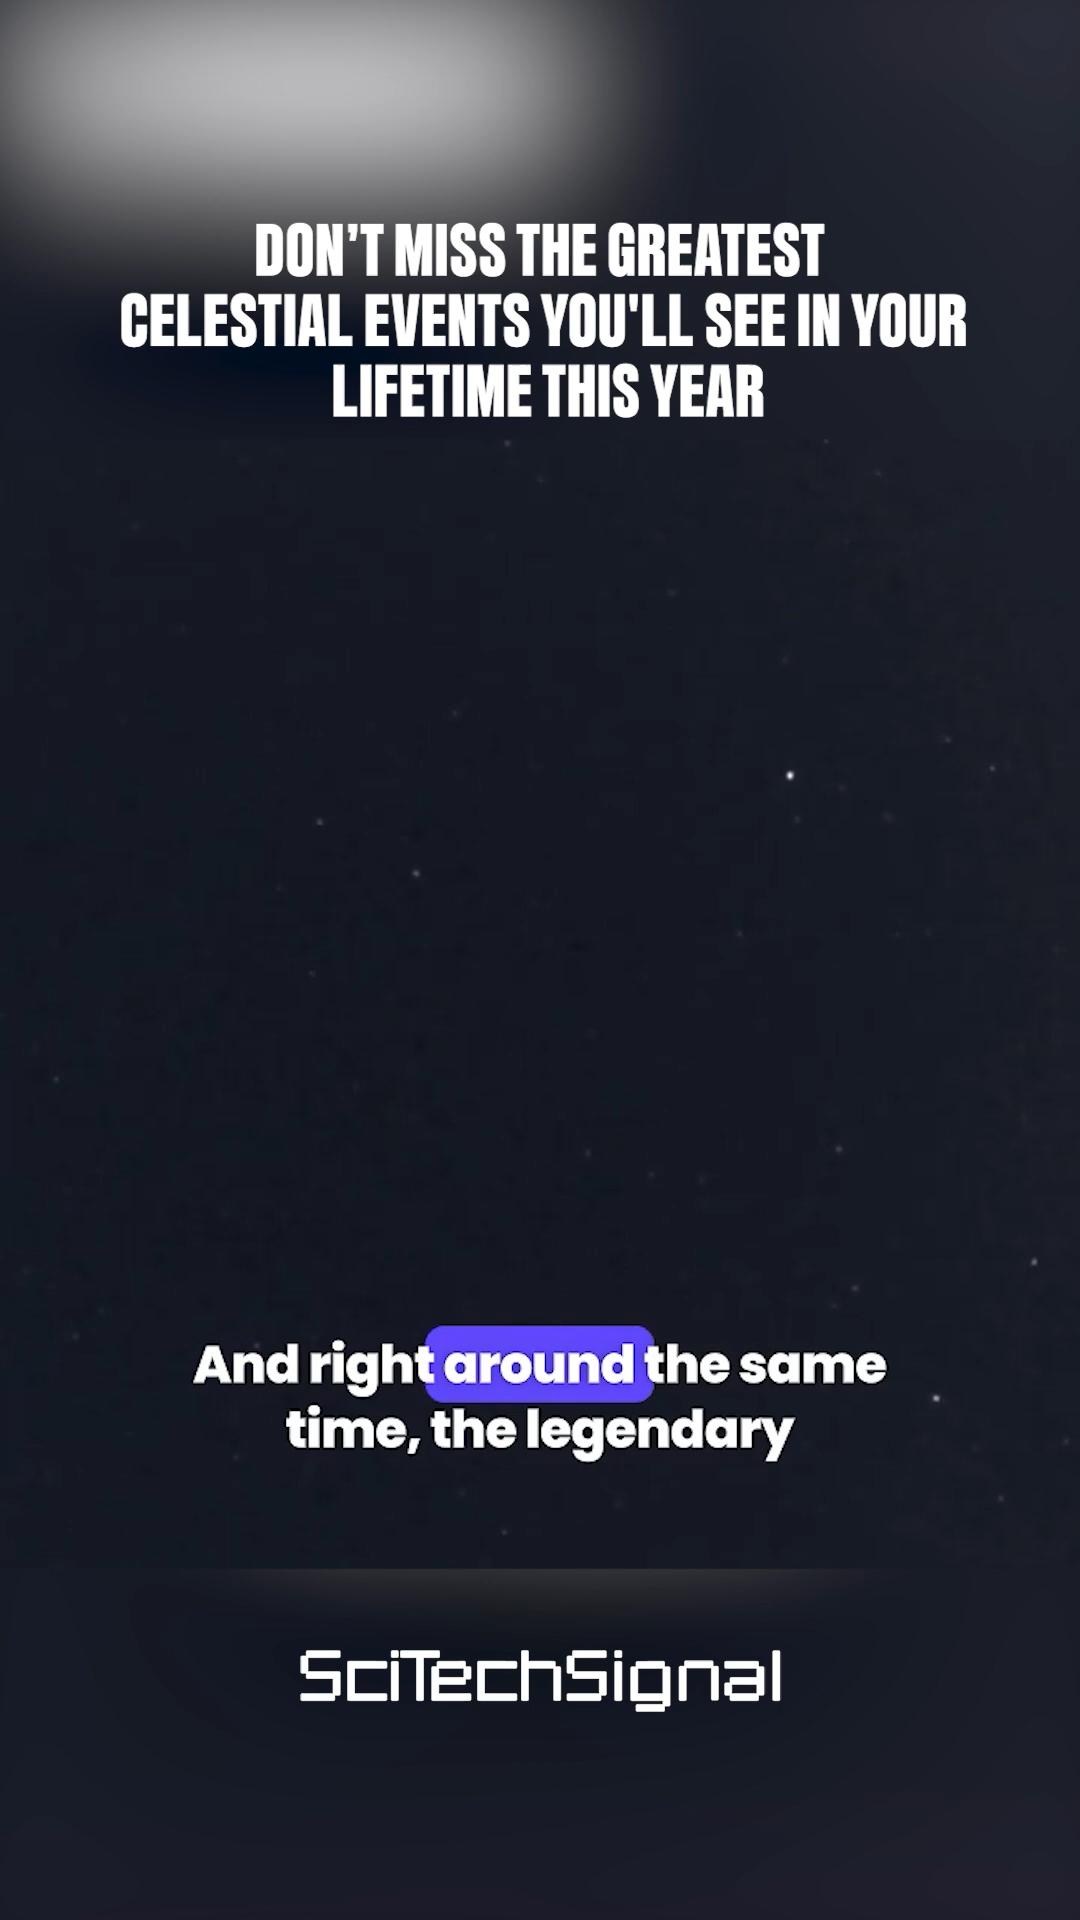 DON’T MISS THE GREATEST
CELESTIAL EVENTS YOU'LL SEE IN YOUR
LIFETIME THIS YEAR
And right around the same
time, the legendary
SciTechSignal